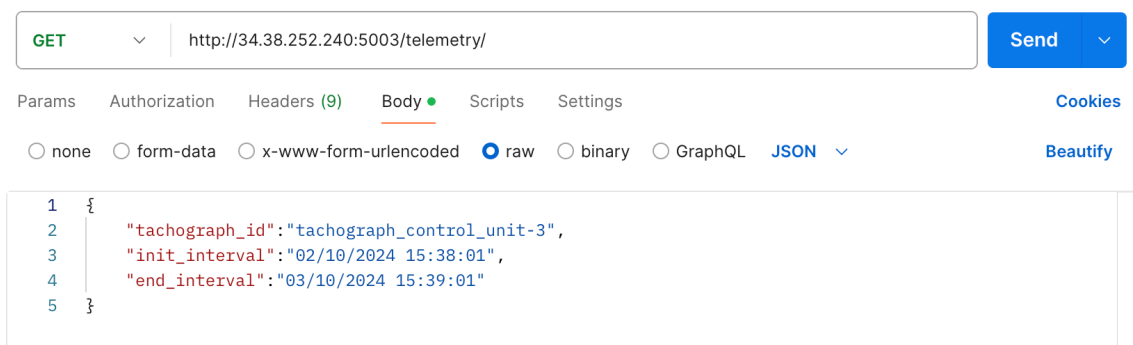 GET http://34.38.252.240:5003/telemetry/ Send
Params Authorization Headers (9) Body Scripts Settings Cookies
none form-data x-www-form-urlencoded raw binary GraphQL JSON Beautify
1 {
2 "tachograph_id":"tachograph_control_unit-3",
3 "init_interval":"02/10/2024 15:38:01",
4 "end_interval":"03/10/2024 15:39:01"
5 }